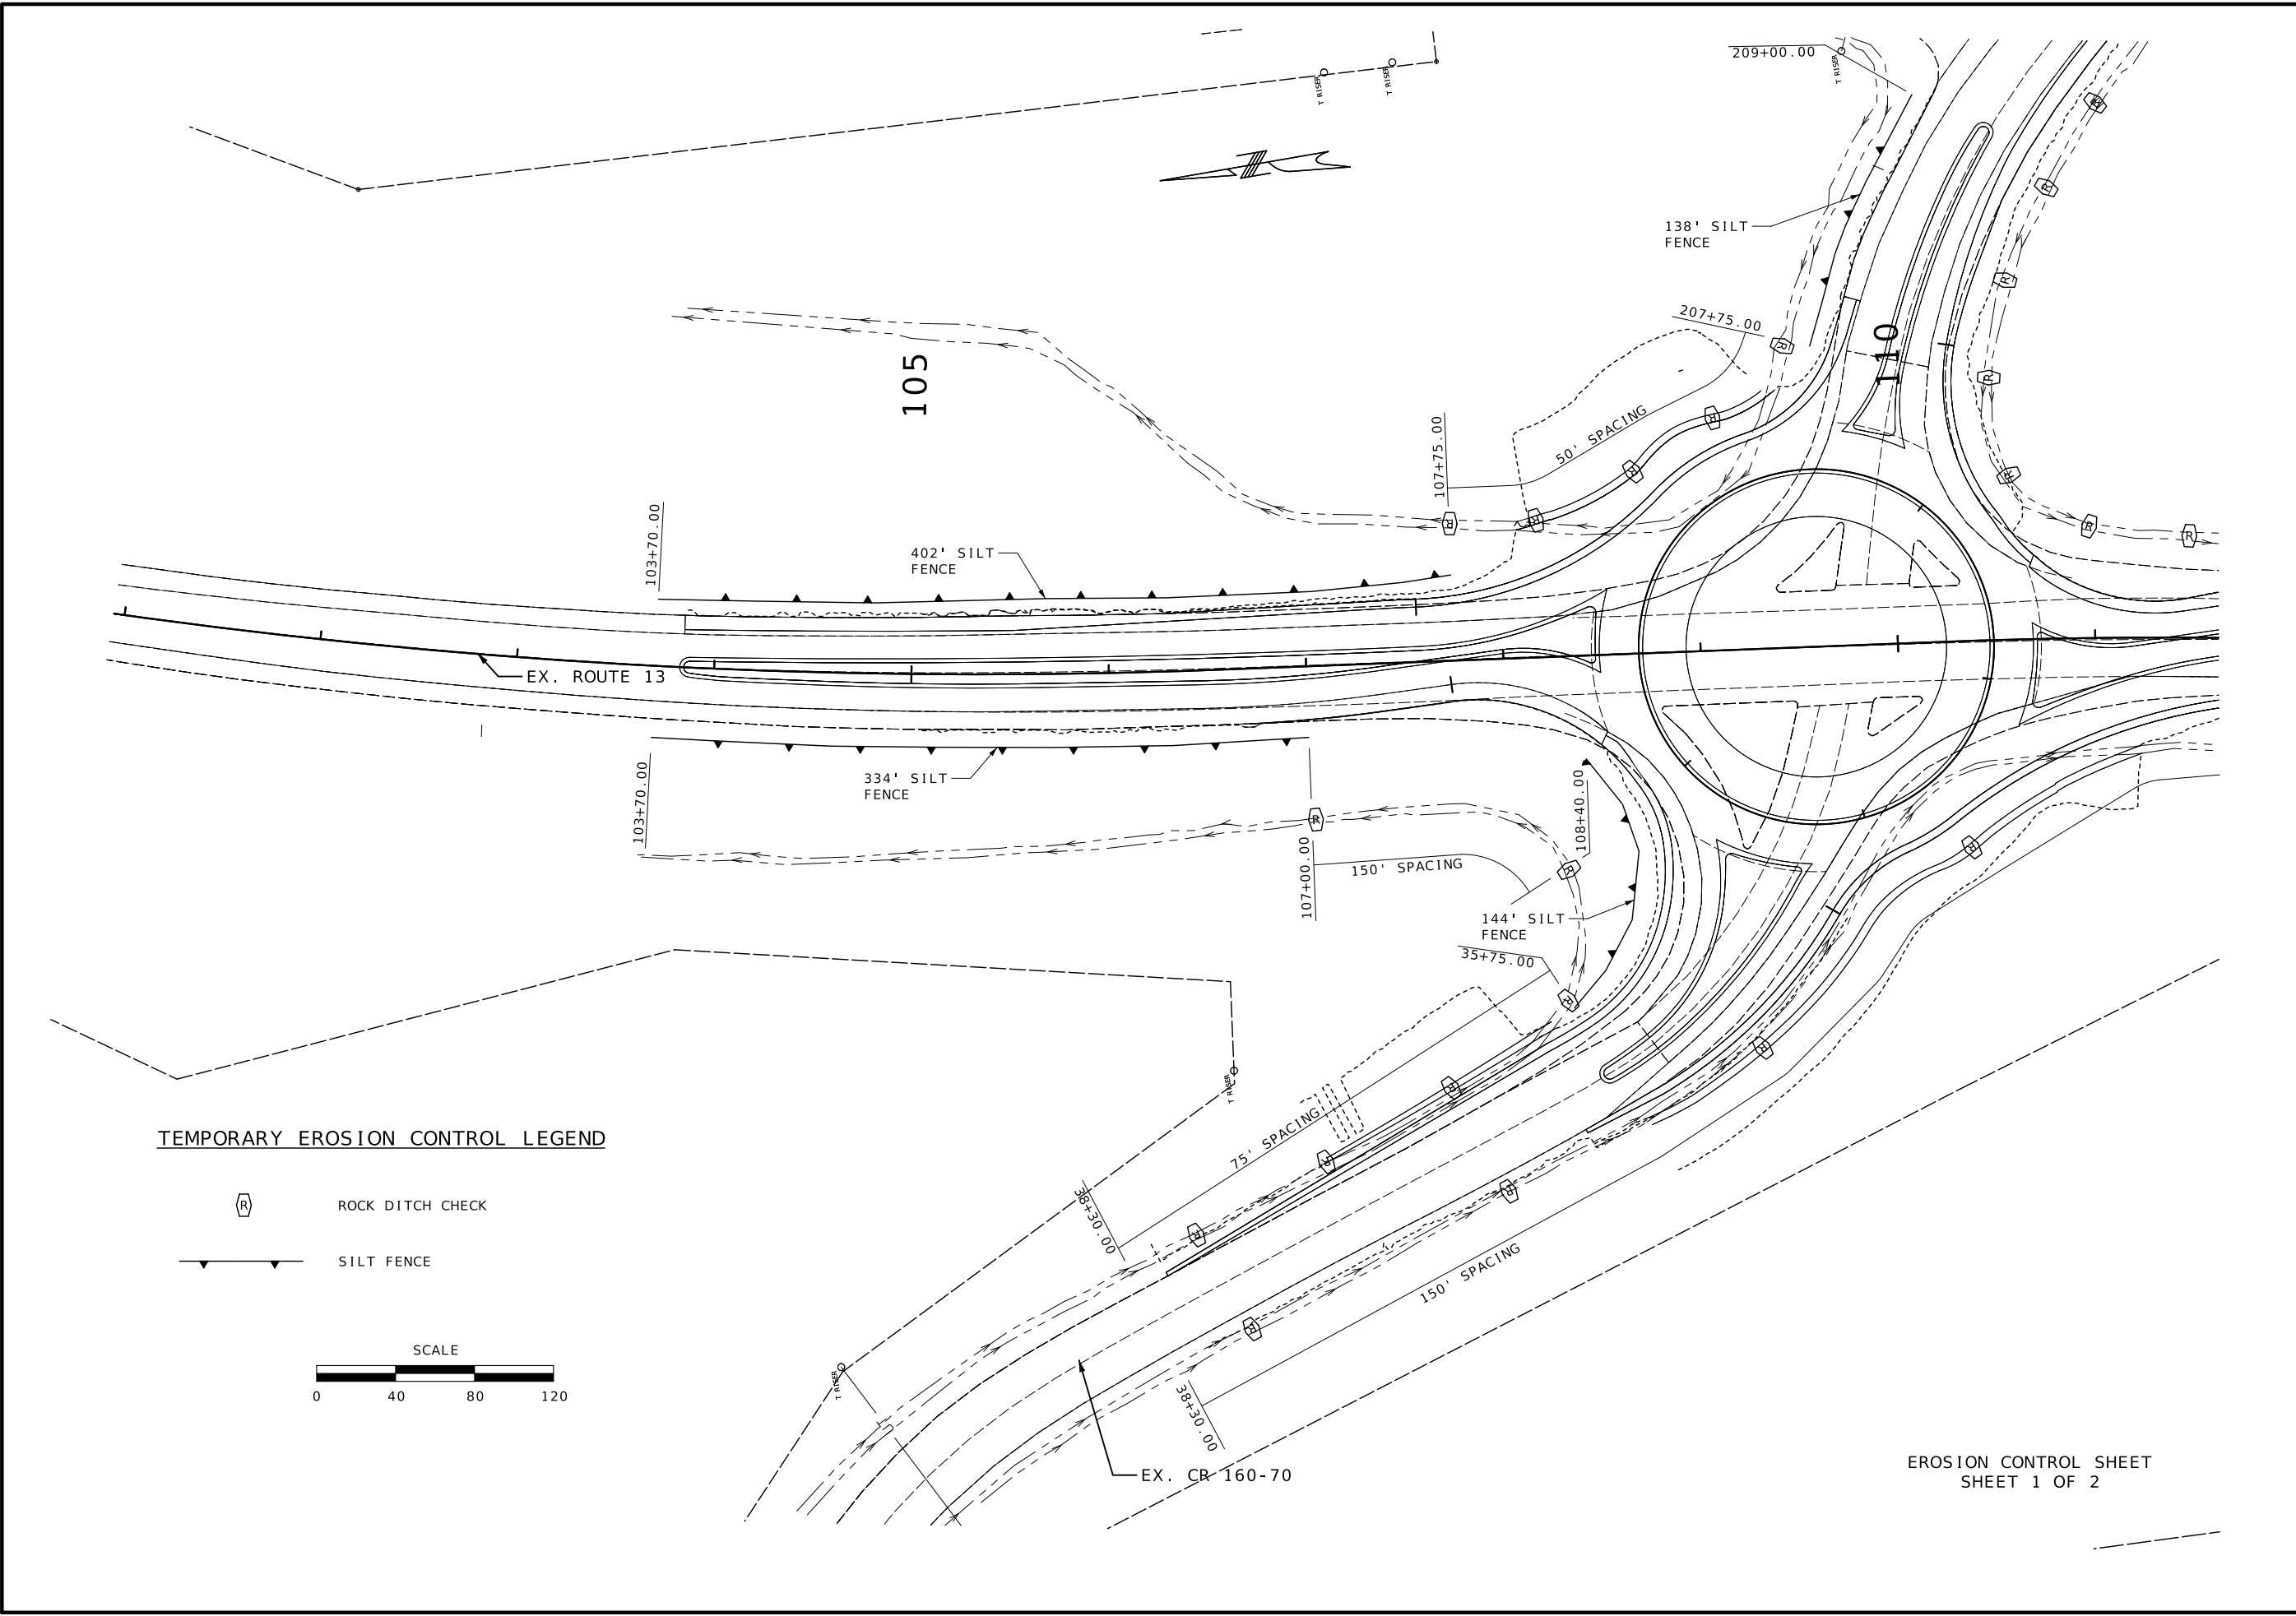 209+00.00
T RISER
T RISER
T RISER
R
R
138' SILT
FENCE
R
207+75.00
110
R
105
R
50' SPACING
R
107+75.00
R
R
R
R
R
R
R
103+70.00
402' SILT
FENCE
EX. ROUTE 13
334' SILT
FENCE
103+70.00
108+40.00
R
R
107+00.00
150' SPACING
R
144' SILT
FENCE
35+75.00
R
R
T RISER
R
75' SPACING
R
R
38+30.00
R
150' SPACING
R
T RISER
38+30.00
EX. CR 160-70
TEMPORARY EROSION CONTROL LEGEND
R
ROCK DITCH CHECK
SILT FENCE
SCALE
0 40 80 120
EROSION CONTROL SHEET
SHEET 1 OF 2